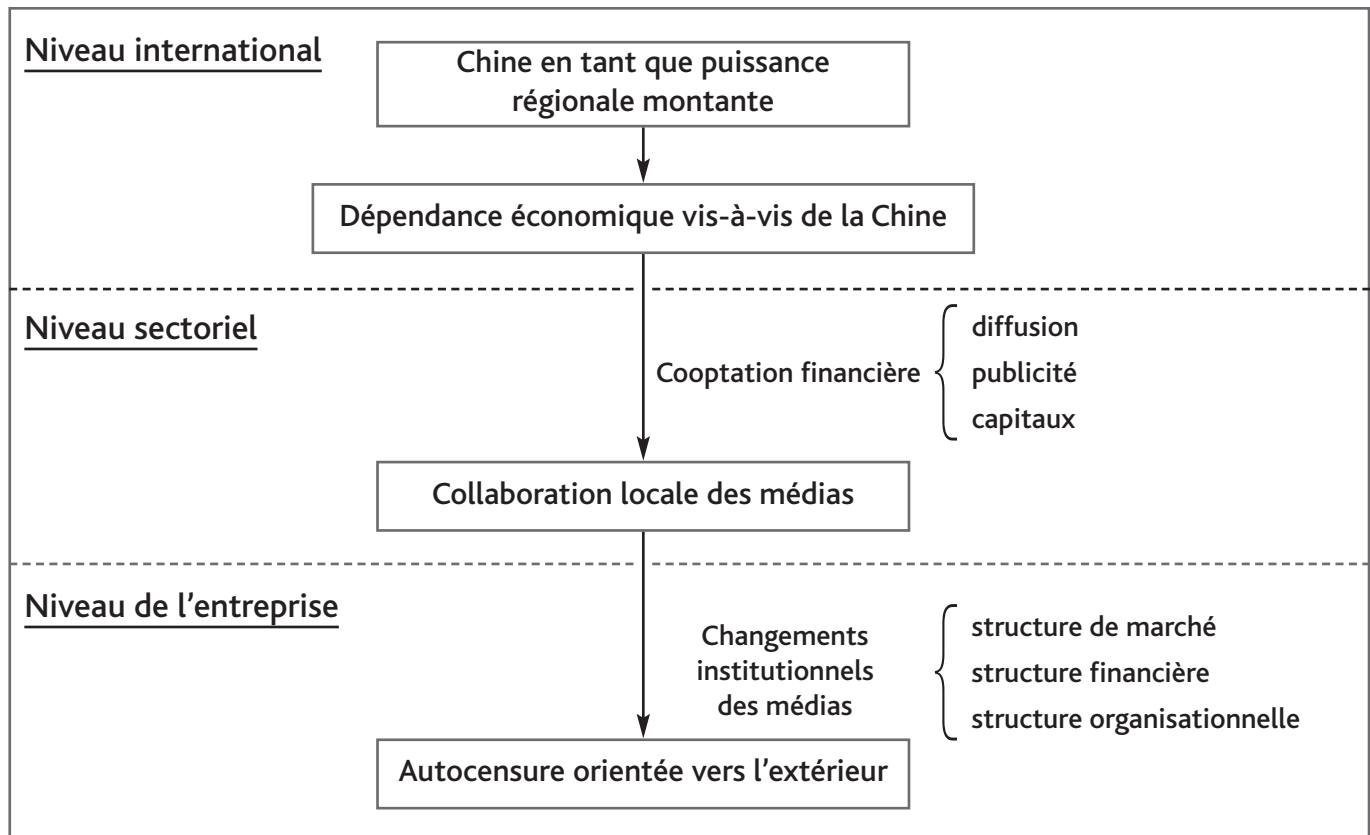 Niveau international
Chine en tant que puissance
régionale montante
Dépendance économique vis-à-vis de la Chine
Niveau sectoriel
Cooptation financière
diffusion
publicité
capitaux
Collaboration locale des médias
Niveau de l'entreprise
Changements
institutionnels
des médias
structure de marché
structure financière
structure organisationnelle
Autocensure orientée vers l'extérieur